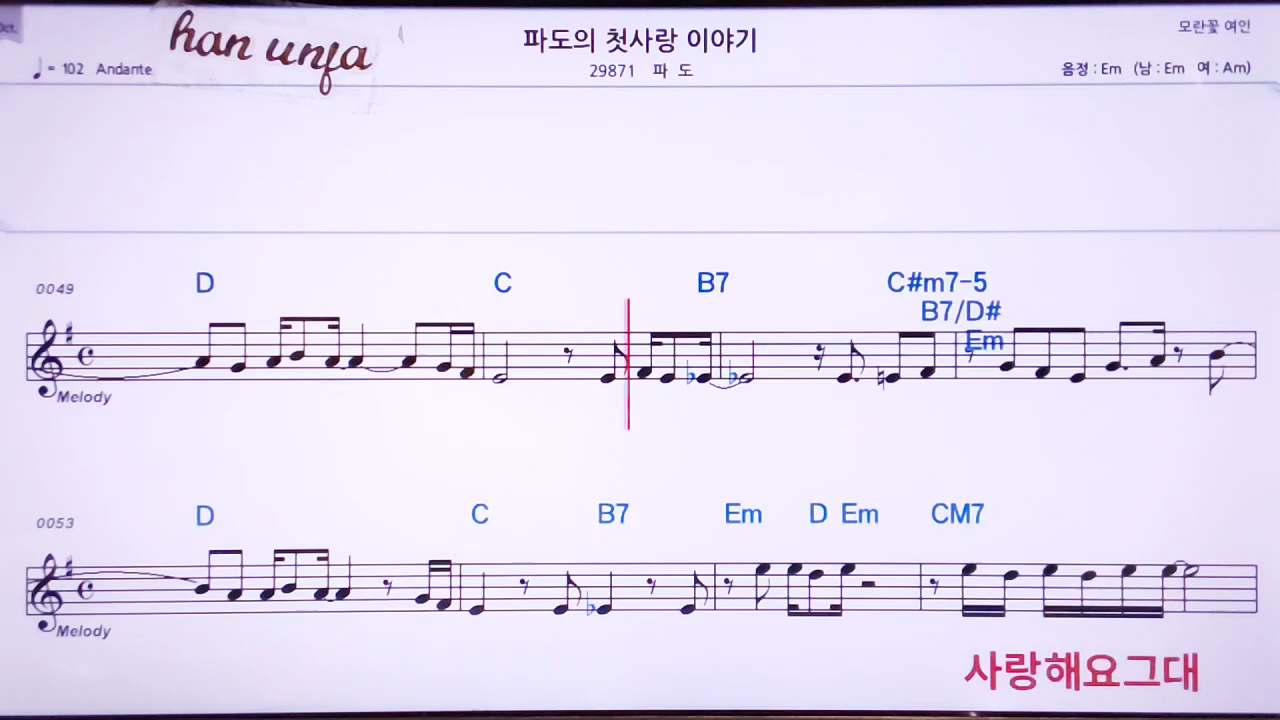 Oct.
han unfa
파도의 첫사랑 이야기
모란꽃 여인
♩= 102 Andante
29871 파 도
음정 : Em (남 : Em 여 : Am)
0049
D C B7 C#m7-5
B7/D#
Em
Melody
0053
D C B7 Em D Em CM7
Melody
사랑해요그대